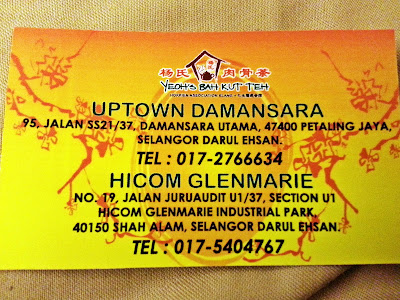 杨氏 肉骨茶
YEOH'S BAH KUT TEH
UPTOWN DAMANSARA
95, JALAN SS21/37, DAMANSARA UTAMA, 47400 PETALING JAYA,
SELANGOR DARUL EHSAN.
TEL : 017-2766634
HICOM GLENMARIE
NO. 19, JALAN JURUAUDIT U1/37, SECTION U1
HICOM GLENMARIE INDUSTRIAL PARK,
40150 SHAH ALAM, SELANGOR DARUL EHSAN.
TEL : 017-5404767